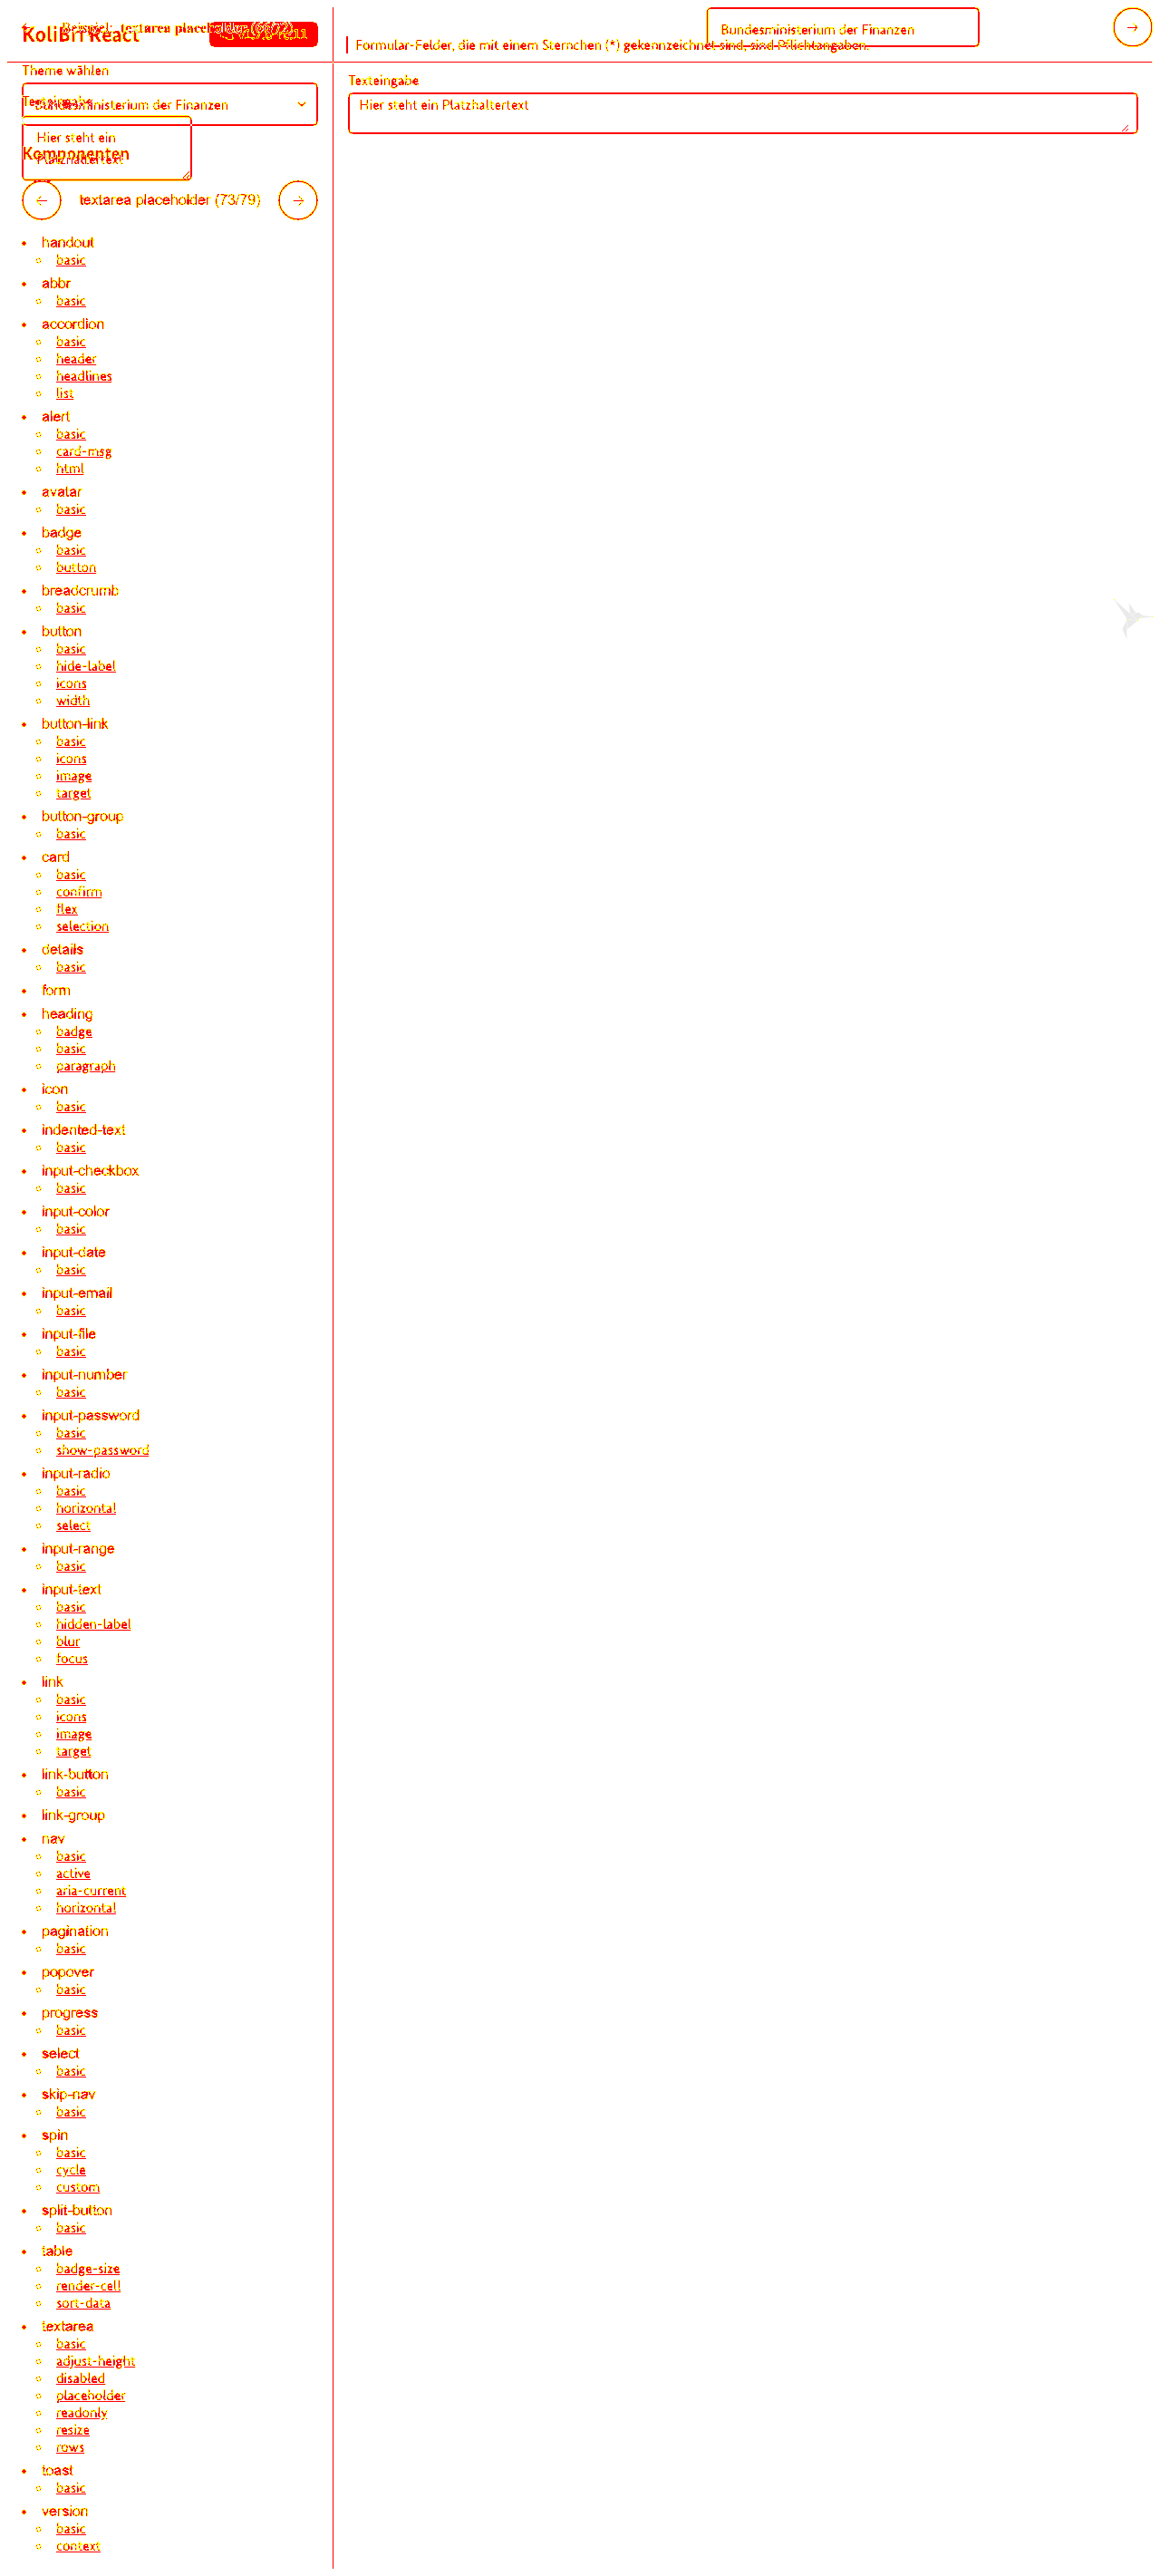 Beispiel: textarea placeholder (66/72)
KoliBri React
Bundesministerium der Finanzen
Formular-Felder, die mit einem Sternchen (*) gekennzeichnet sind, sind Pflichtangaben.
Theme wählen
Texteingabe
Bundesministerium der Finanzen
Texteingabe
Hier steht ein Platzhaltertext
Hier steht ein
Platzhaltertext
Komponenten
textarea placeholder (73/79)
handout
basic
abbr
basic
accordion
basic
header
headlines
list
alert
basic
card-msg
html
avatar
basic
badge
basic
button
breadcrumb
basic
button
basic
hide-label
icons
width
button-link
basic
icons
image
target
button-group
basic
card
basic
confirm
flex
selection
details
basic
form
heading
badge
basic
paragraph
icon
basic
indented-text
basic
input-checkbox
basic
input-color
basic
input-date
basic
input-email
basic
input-file
basic
input-number
basic
input-password
basic
show-password
input-radio
basic
horizontal
select
input-range
basic
input-text
basic
hidden-label
blur
focus
link
basic
icons
image
target
link-button
basic
link-group
nav
basic
active
aria-current
horizontal
pagination
basic
popover
basic
progress
basic
select
basic
skip-nav
basic
spin
basic
cycle
custom
split-button
basic
table
badge-size
render-cell
sort-data
textarea
basic
adjust-height
disabled
placeholder
readonly
resize
rows
toast
basic
version
basic
context